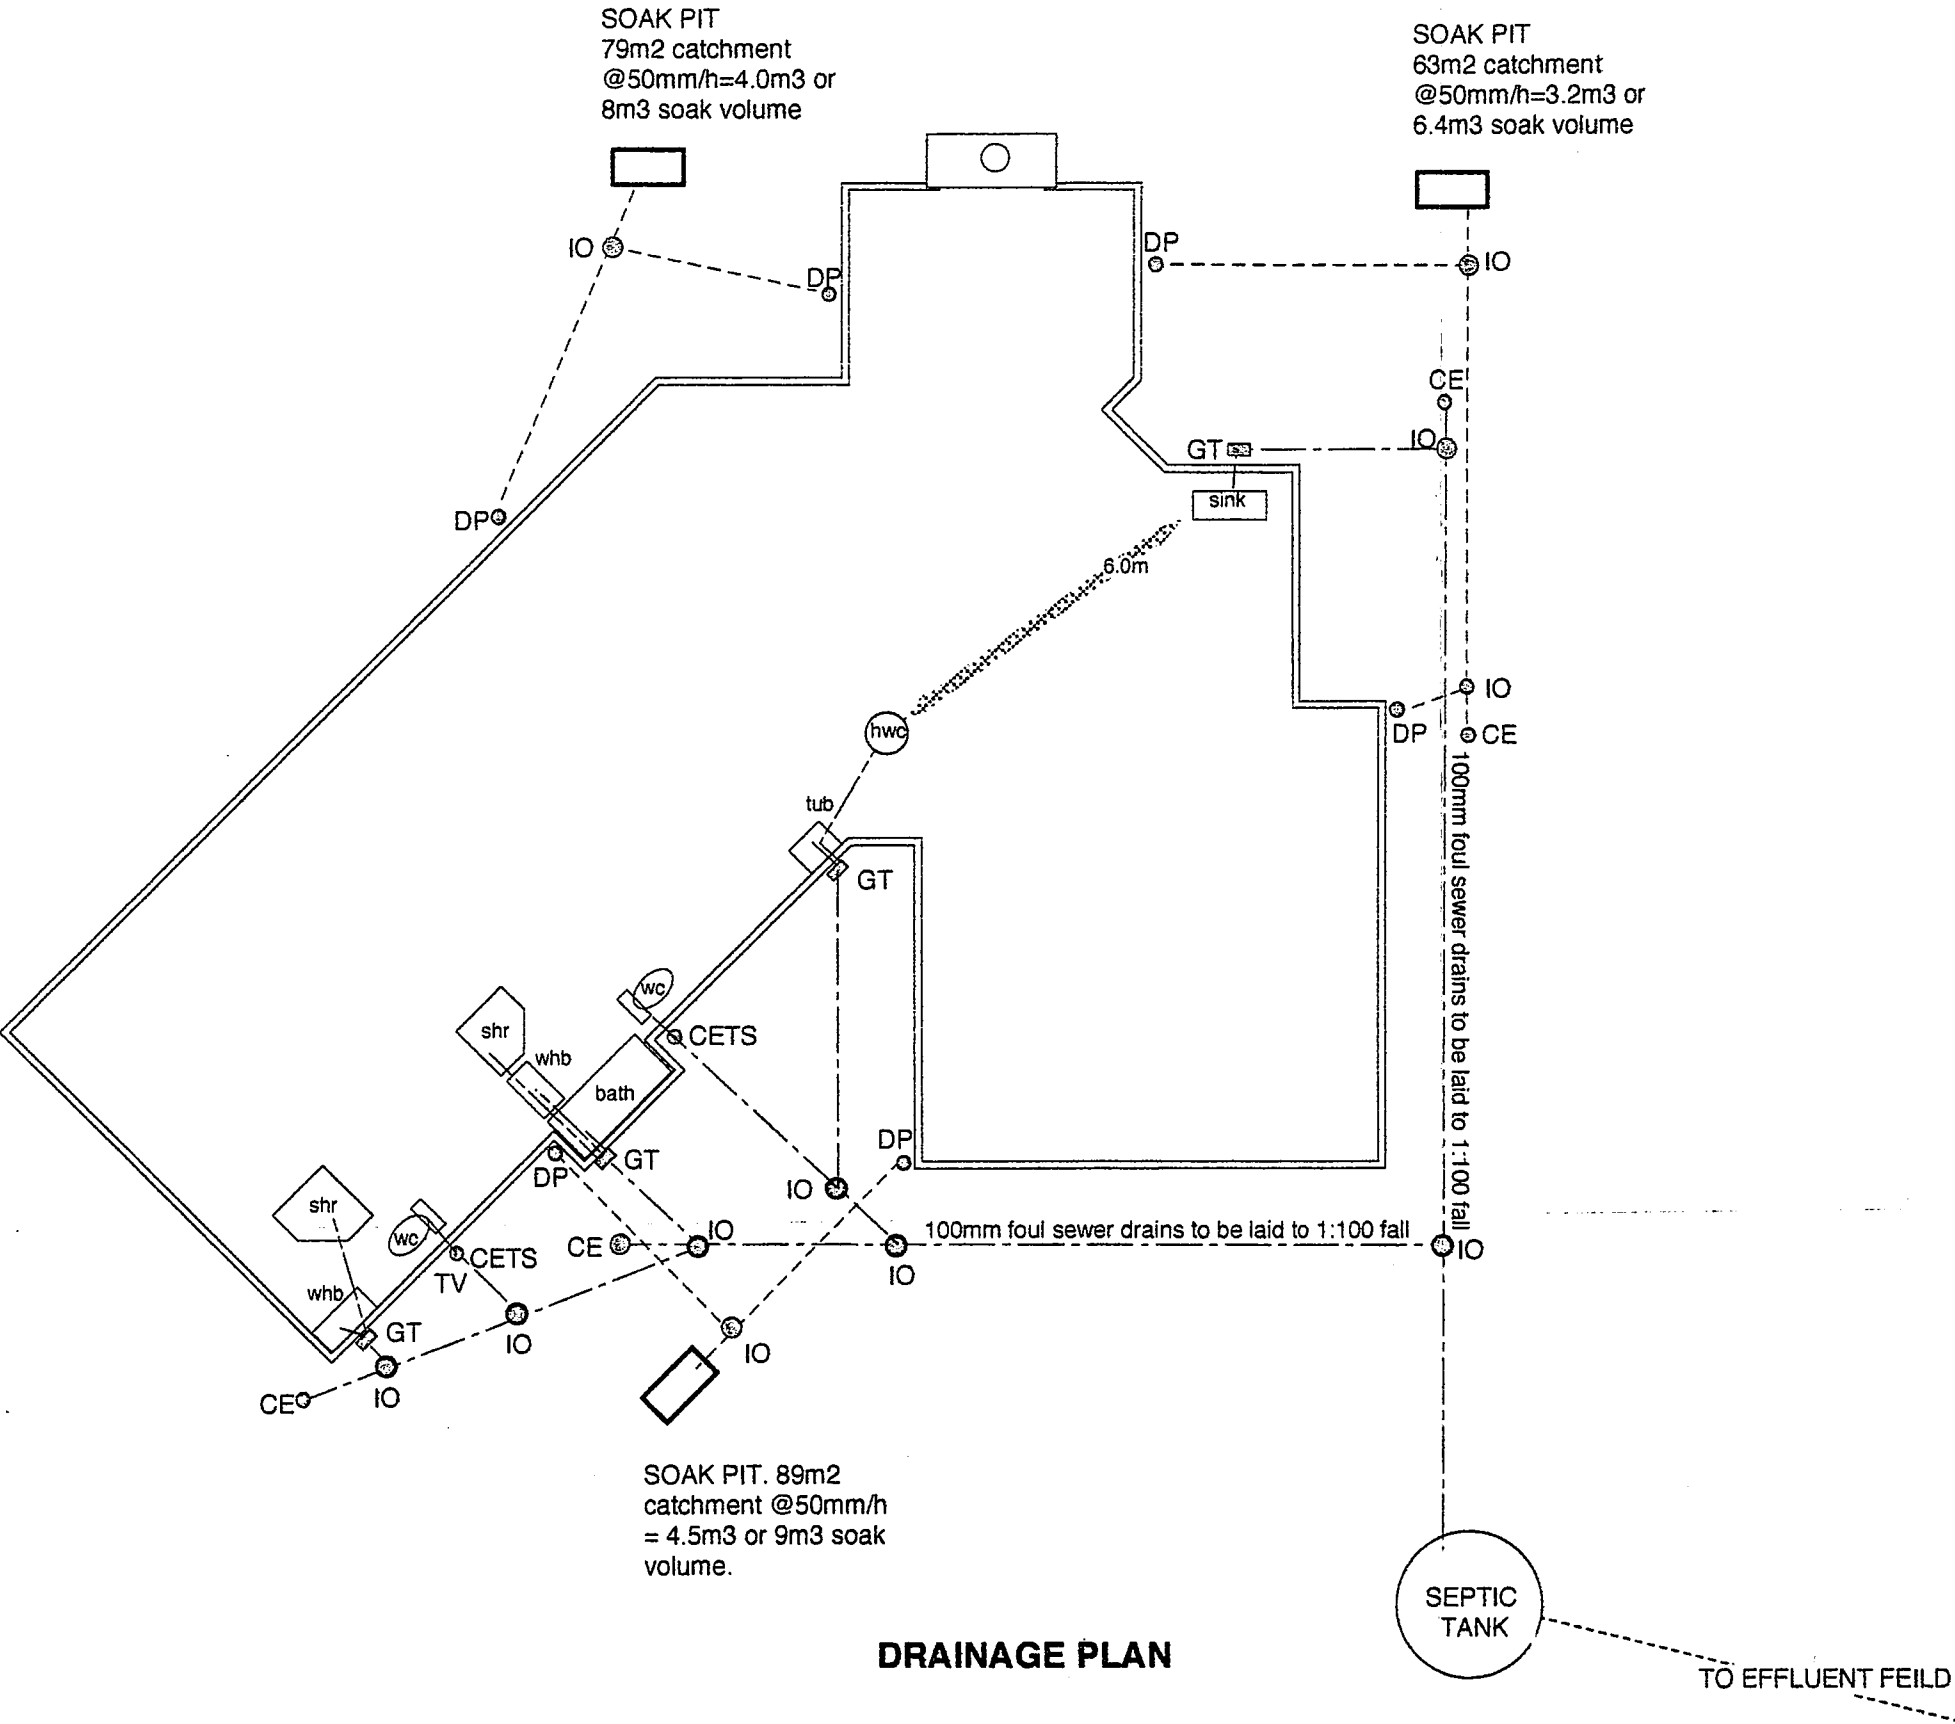 SOAK PIT
79m2 catchment
@50mm/h=4.0m3 or
8m3 soak volume
SOAK PIT
63m2 catchment
@50mm/h=3.2m3 or
6.4m3 soak volume
IO
DP
DP
IO
DP
CE
IO
GT
sink
6.0m
DP
IO
DP
CE
hwc
tub
GT
100mm foul sewer drains to be laid to 1:100 fall
wc
CETS
shr
whb
bath
GT
DP
DP
IO
shr
wc
CETS
TV
CE
IO
100mm foul sewer drains to be laid to 1:100 fall
IO
IO
whb
GT
IO
IO
CE
IO
SOAK PIT. 89m2
catchment @50mm/h
= 4.5m3 or 9m3 soak
volume.
SEPTIC
TANK
DRAINAGE PLAN
TO EFFLUENT FEILD